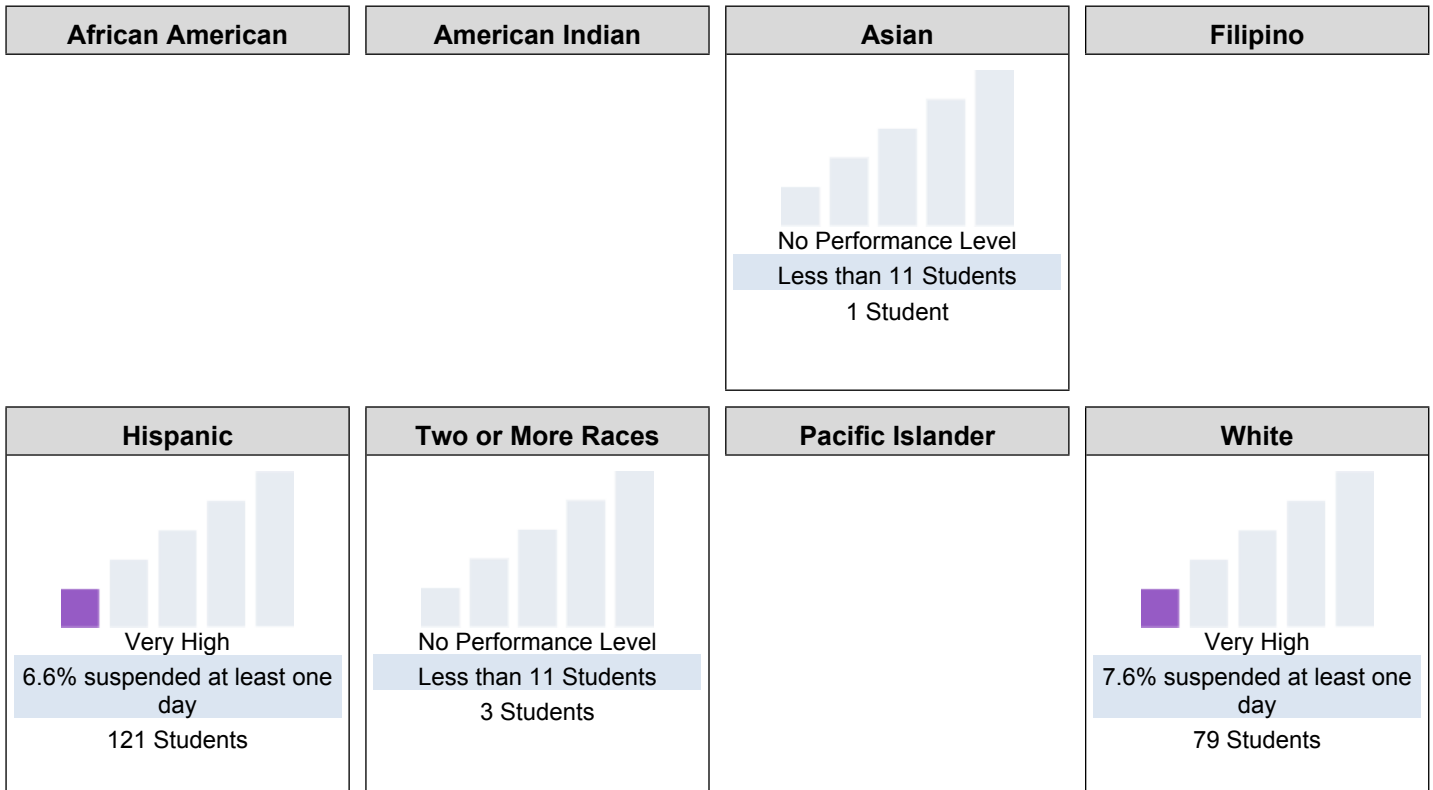 African American
American Indian
Asian
Filipino
No Performance Level
Less than 11 Students
1 Student
Hispanic
Two or More Races
Pacific Islander
White
Very High
6.6% suspended at least one
day
121 Students
No Performance Level
Less than 11 Students
3 Students
Very High
7.6% suspended at least one
day
79 Students